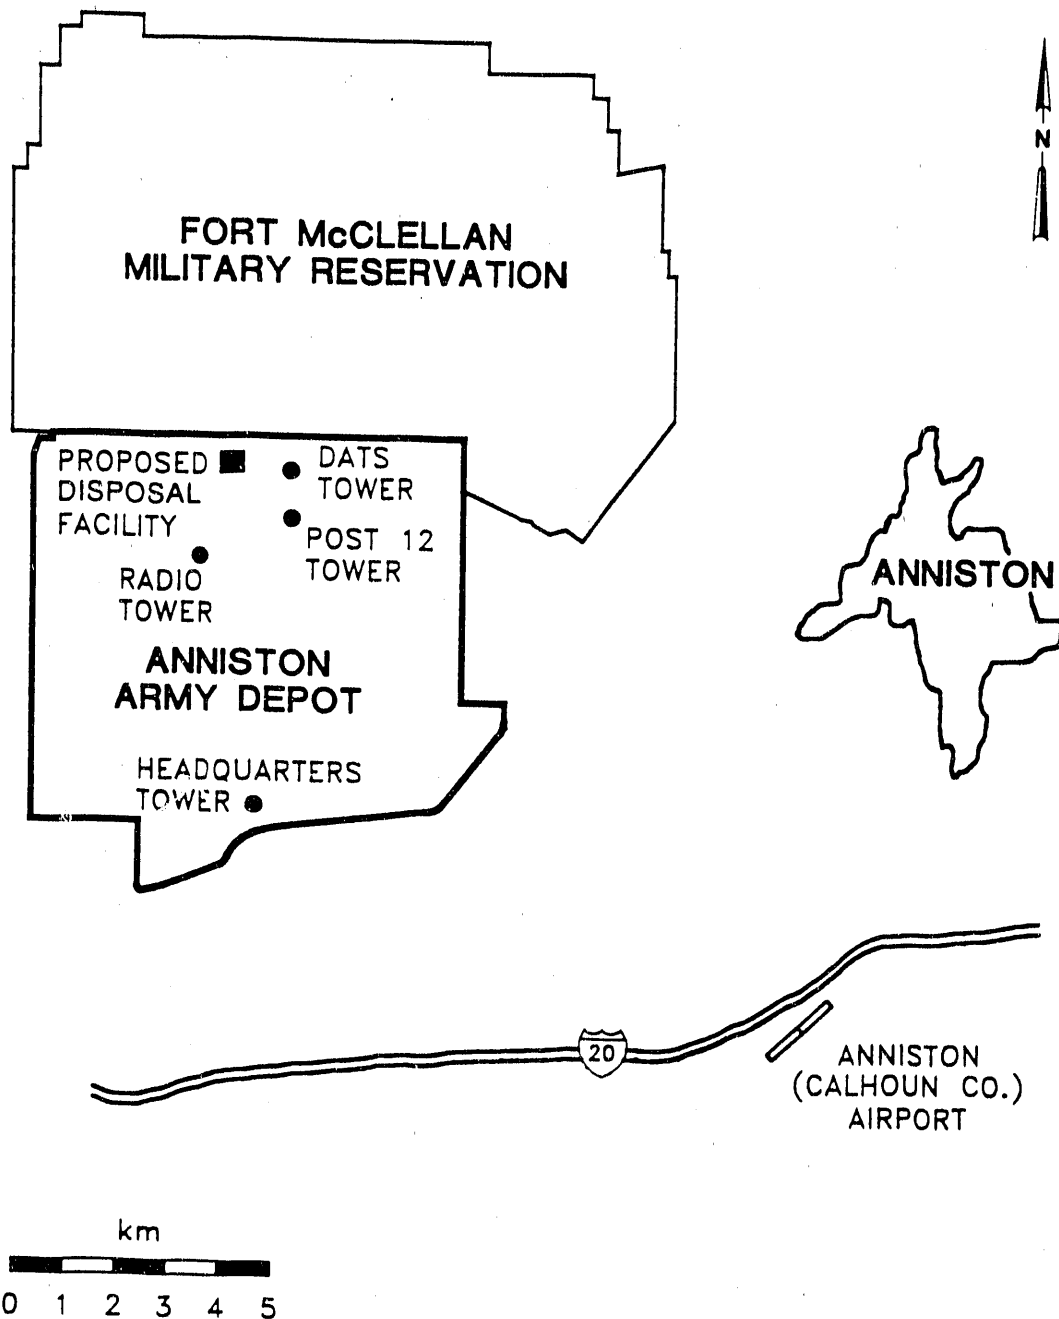 N
FORT McCLELLAN
MILITARY RESERVATION
PROPOSED
DISPOSAL
FACILITY
DATS
TOWER
POST 12
TOWER
RADIO
TOWER
ANNISTON
ANNISTON
ARMY DEPOT
HEADQUARTERS
TOWER
20
ANNISTON
(CALHOUN CO.)
AIRPORT
km
0 1 2 3 4 5